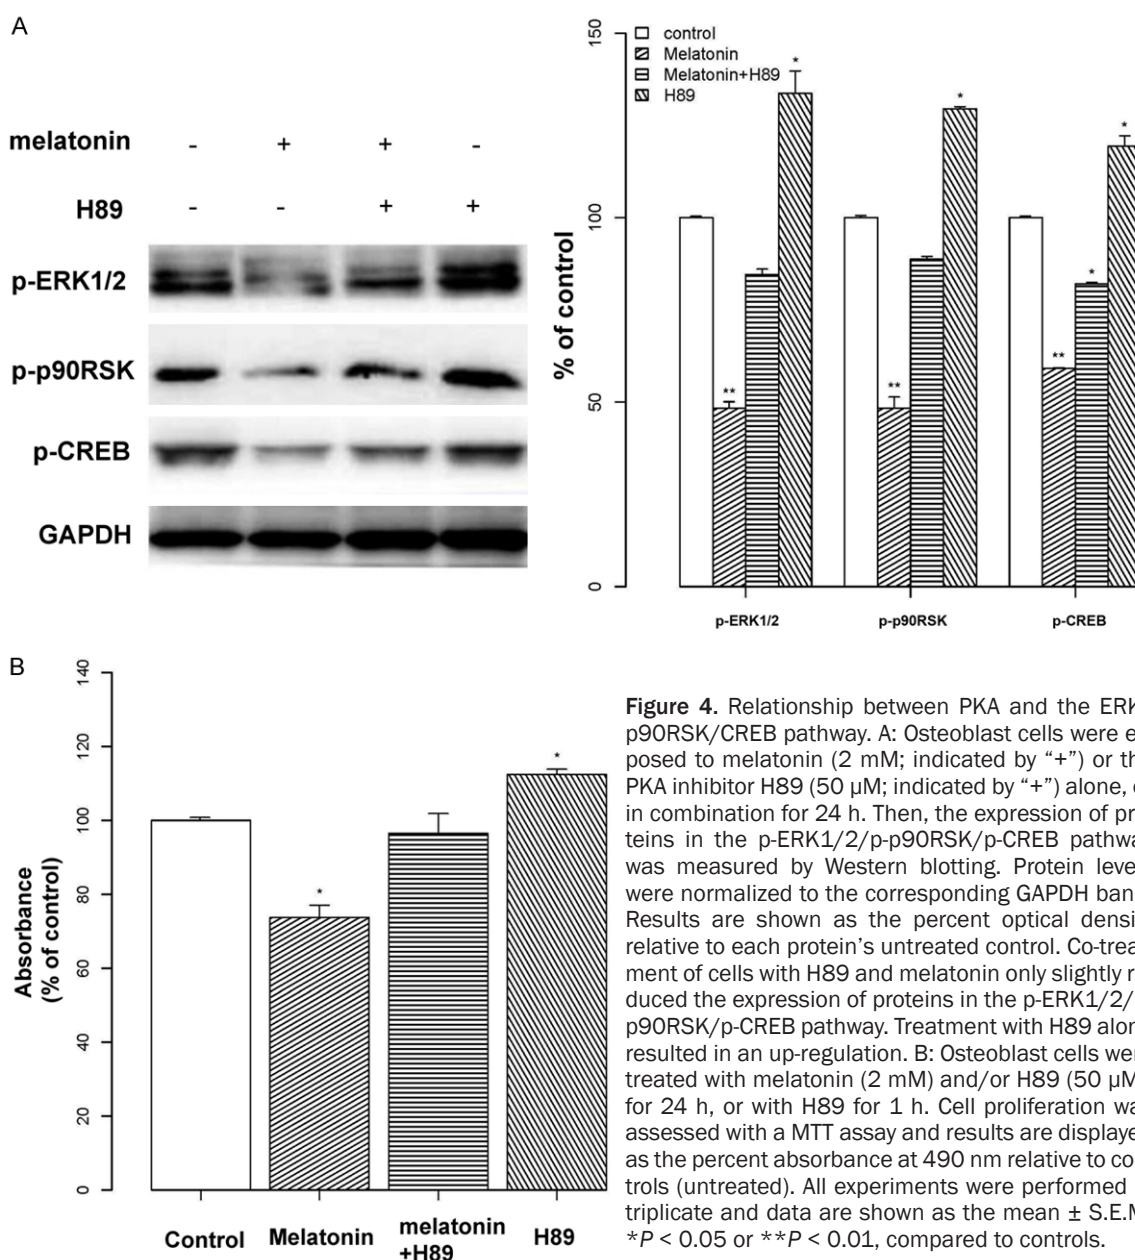 A
melatonin - + + -
H89 - - + +
p-ERK1/2
p-p90RSK
p-CREB
GAPDH
% of control
150
100
50
0
control
Melatonin
Melatonin+H89
H89
** *
** *
** * *
p-ERK1/2 p-p90RSK p-CREB
B
Absorbance
(% of control)
140
120
100
80
60
40
20
0
* *
Control Melatonin melatonin
+H89 H89
Figure 4. Relationship between PKA and the ERK
p90RSK/CREB pathway. A: Osteoblast cells were e
posed to melatonin (2 mM; indicated by “+”) or th
PKA inhibitor H89 (50 µM; indicated by “+”) alone, 
in combination for 24 h. Then, the expression of pr
teins in the p-ERK1/2/p-p90RSK/p-CREB pathwa
was measured by Western blotting. Protein leve
were normalized to the corresponding GAPDH ban
Results are shown as the percent optical densi
relative to each protein’s untreated control. Co-trea
ment of cells with H89 and melatonin only slightly r
duced the expression of proteins in the p-ERK1/2/
p90RSK/p-CREB pathway. Treatment with H89 alon
resulted in an up-regulation. B: Osteoblast cells wer
treated with melatonin (2 mM) and/or H89 (50 µM
for 24 h, or with H89 for 1 h. Cell proliferation wa
assessed with a MTT assay and results are displaye
as the percent absorbance at 490 nm relative to co
trols (untreated). All experiments were performed
triplicate and data are shown as the mean ± S.E.M
*P < 0.05 or **P < 0.01, compared to controls.